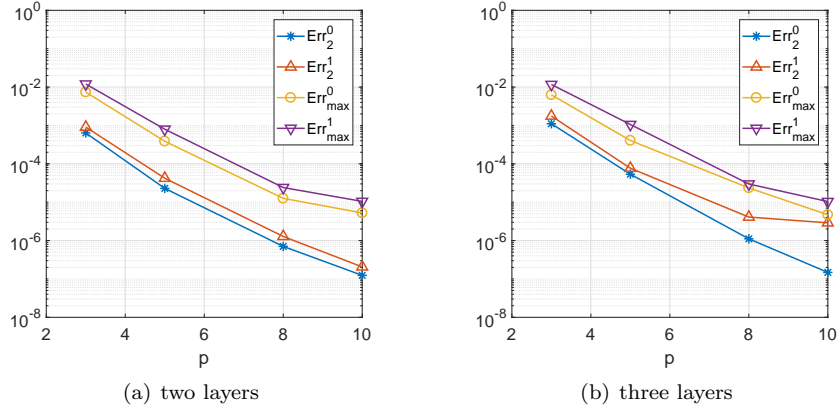 10^0
10^-2
10^-4
10^-6
10^-8
2 4 6 8 10
p
Err_2^0
Err_2^1
Err_max^0
Err_max^1
(a) two layers
10^0
10^-2
10^-4
10^-6
10^-8
2 4 6 8 10
p
Err_2^0
Err_2^1
Err_max^0
Err_max^1
(b) three layers